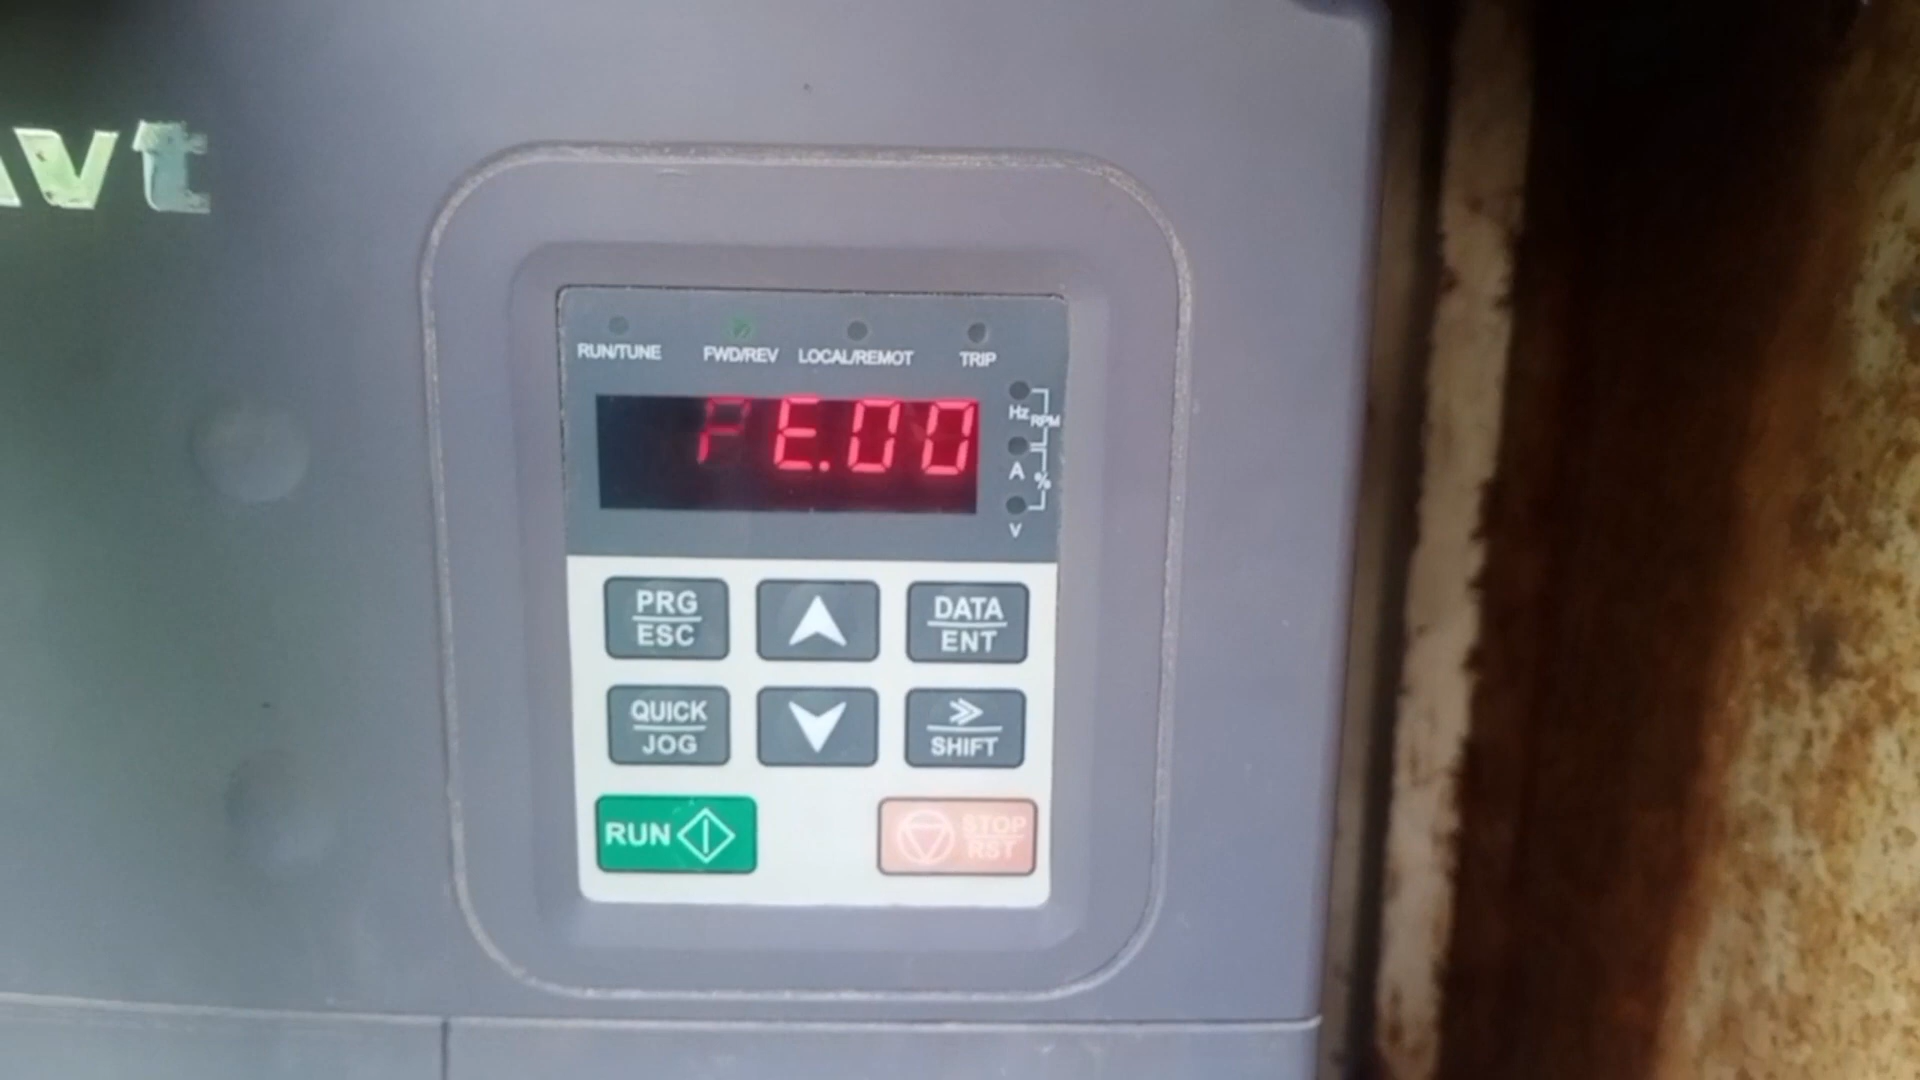 Avt
RUN/TUNE FWD/REV LOCAL/REMOT TRIP
PE.00
Hz RPM
A %
V
PRG
ESC
DATA
ENT
QUICK
JOG
SHIFT
RUN
STOP
RST